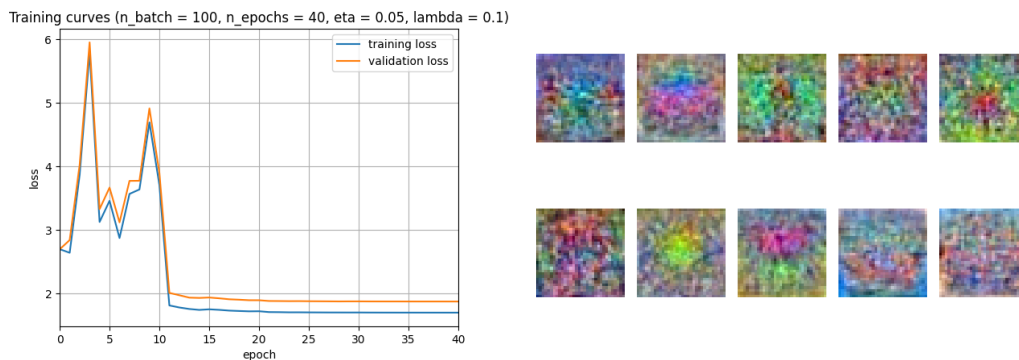 Training curves (n_batch = 100, n_epochs = 40, eta = 0.05, lambda = 0.1)
training loss
validation loss
6
5
4
3
2
loss
0 5 10 15 20 25 30 35 40
epoch